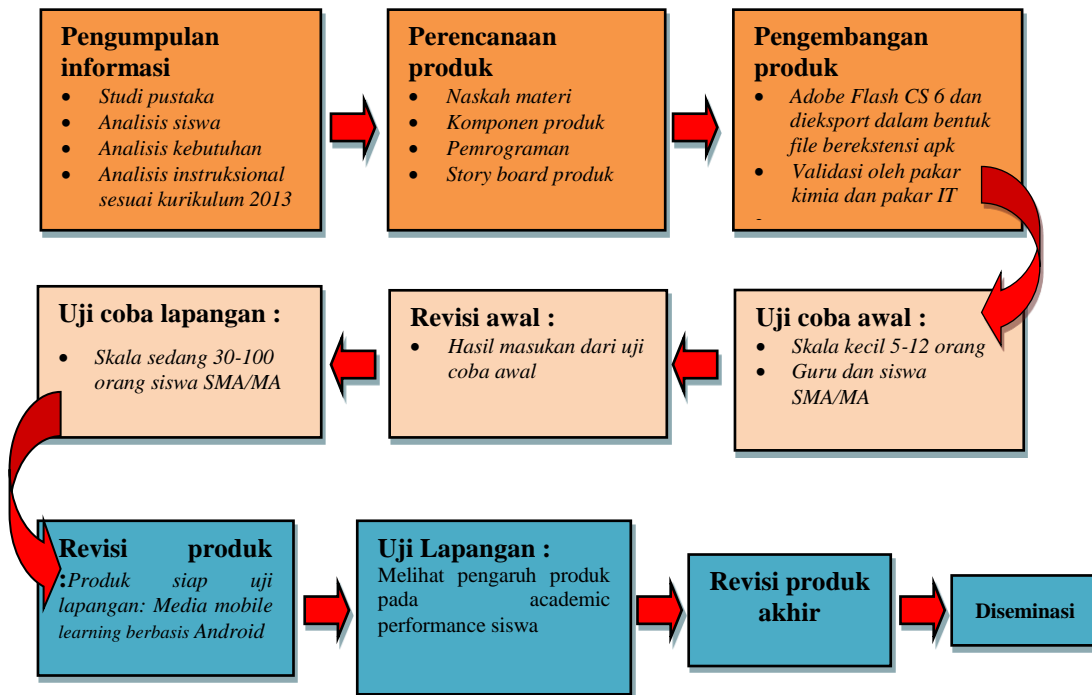 Pengumpulan
informasi
• Studi pustaka
• Analisis siswa
• Analisis kebutuhan
• Analisis instruksional
sesuai kurikulum 2013
Perencanaan
produk
• Naskah materi
• Komponen produk
• Pemrograman
• Story board produk
Pengembangan
produk
• Adobe Flash CS 6 dan
dieksport dalam bentuk
file berekstensi apk
• Validasi oleh pakar
kimia dan pakar IT
Uji coba awal :
• Skala kecil 5-12 orang
• Guru dan siswa
SMA/MA
Revisi awal :
• Hasil masukan dari uji
coba awal
Uji coba lapangan :
• Skala sedang 30-100
orang siswa SMA/MA
Revisi produk
:Produk siap uji
lapangan: Media mobile
learning berbasis Android
Uji Lapangan :
Melihat pengaruh produk
pada academic
performance siswa
Revisi produk
akhir
Diseminasi